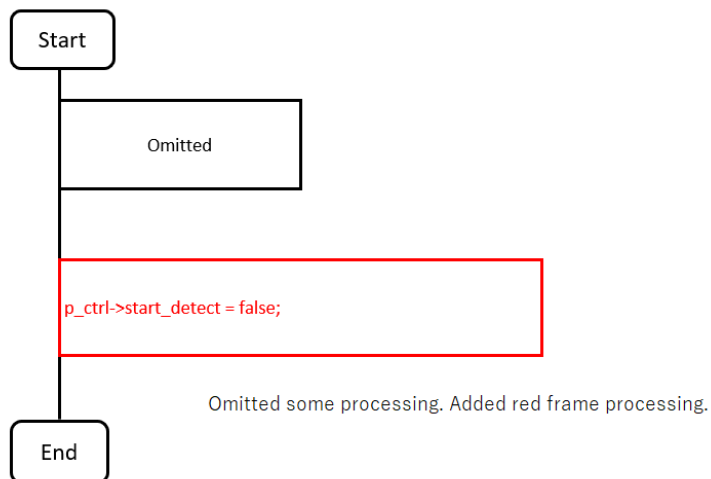 Start
Omitted
p_ctrl->start_detect = false;
Omitted some processing. Added red frame processing.
End